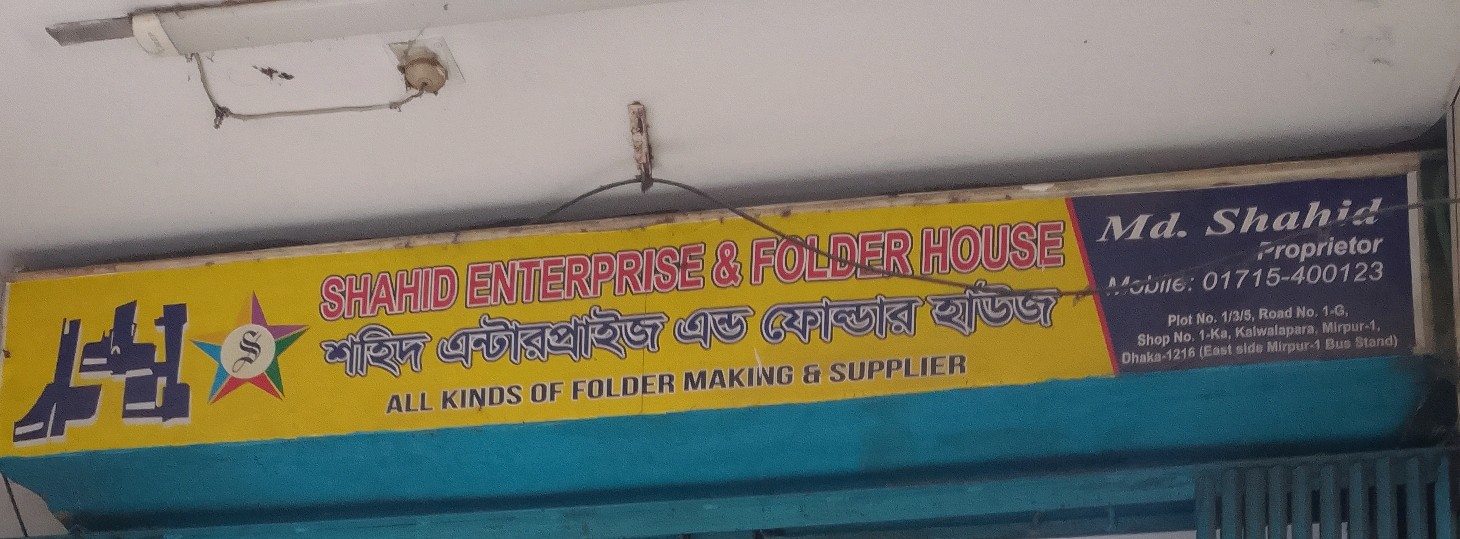 S
SHAHID ENTERPRISE & FOLDER HOUSE
শহিদ এন্টারপ্রাইজ এন্ড ফোল্ডার হাউজ
ALL KINDS OF FOLDER MAKING & SUPPLIER
Md. Shahid
Proprietor
Mobile: 01715-400123
Plot No. 1/3/5, Road No. 1-G,
Shop No. 1-Ka, Kalwalapara, Mirpur-1,
Dhaka-1216 (East side Mirpur-1 Bus Stand)